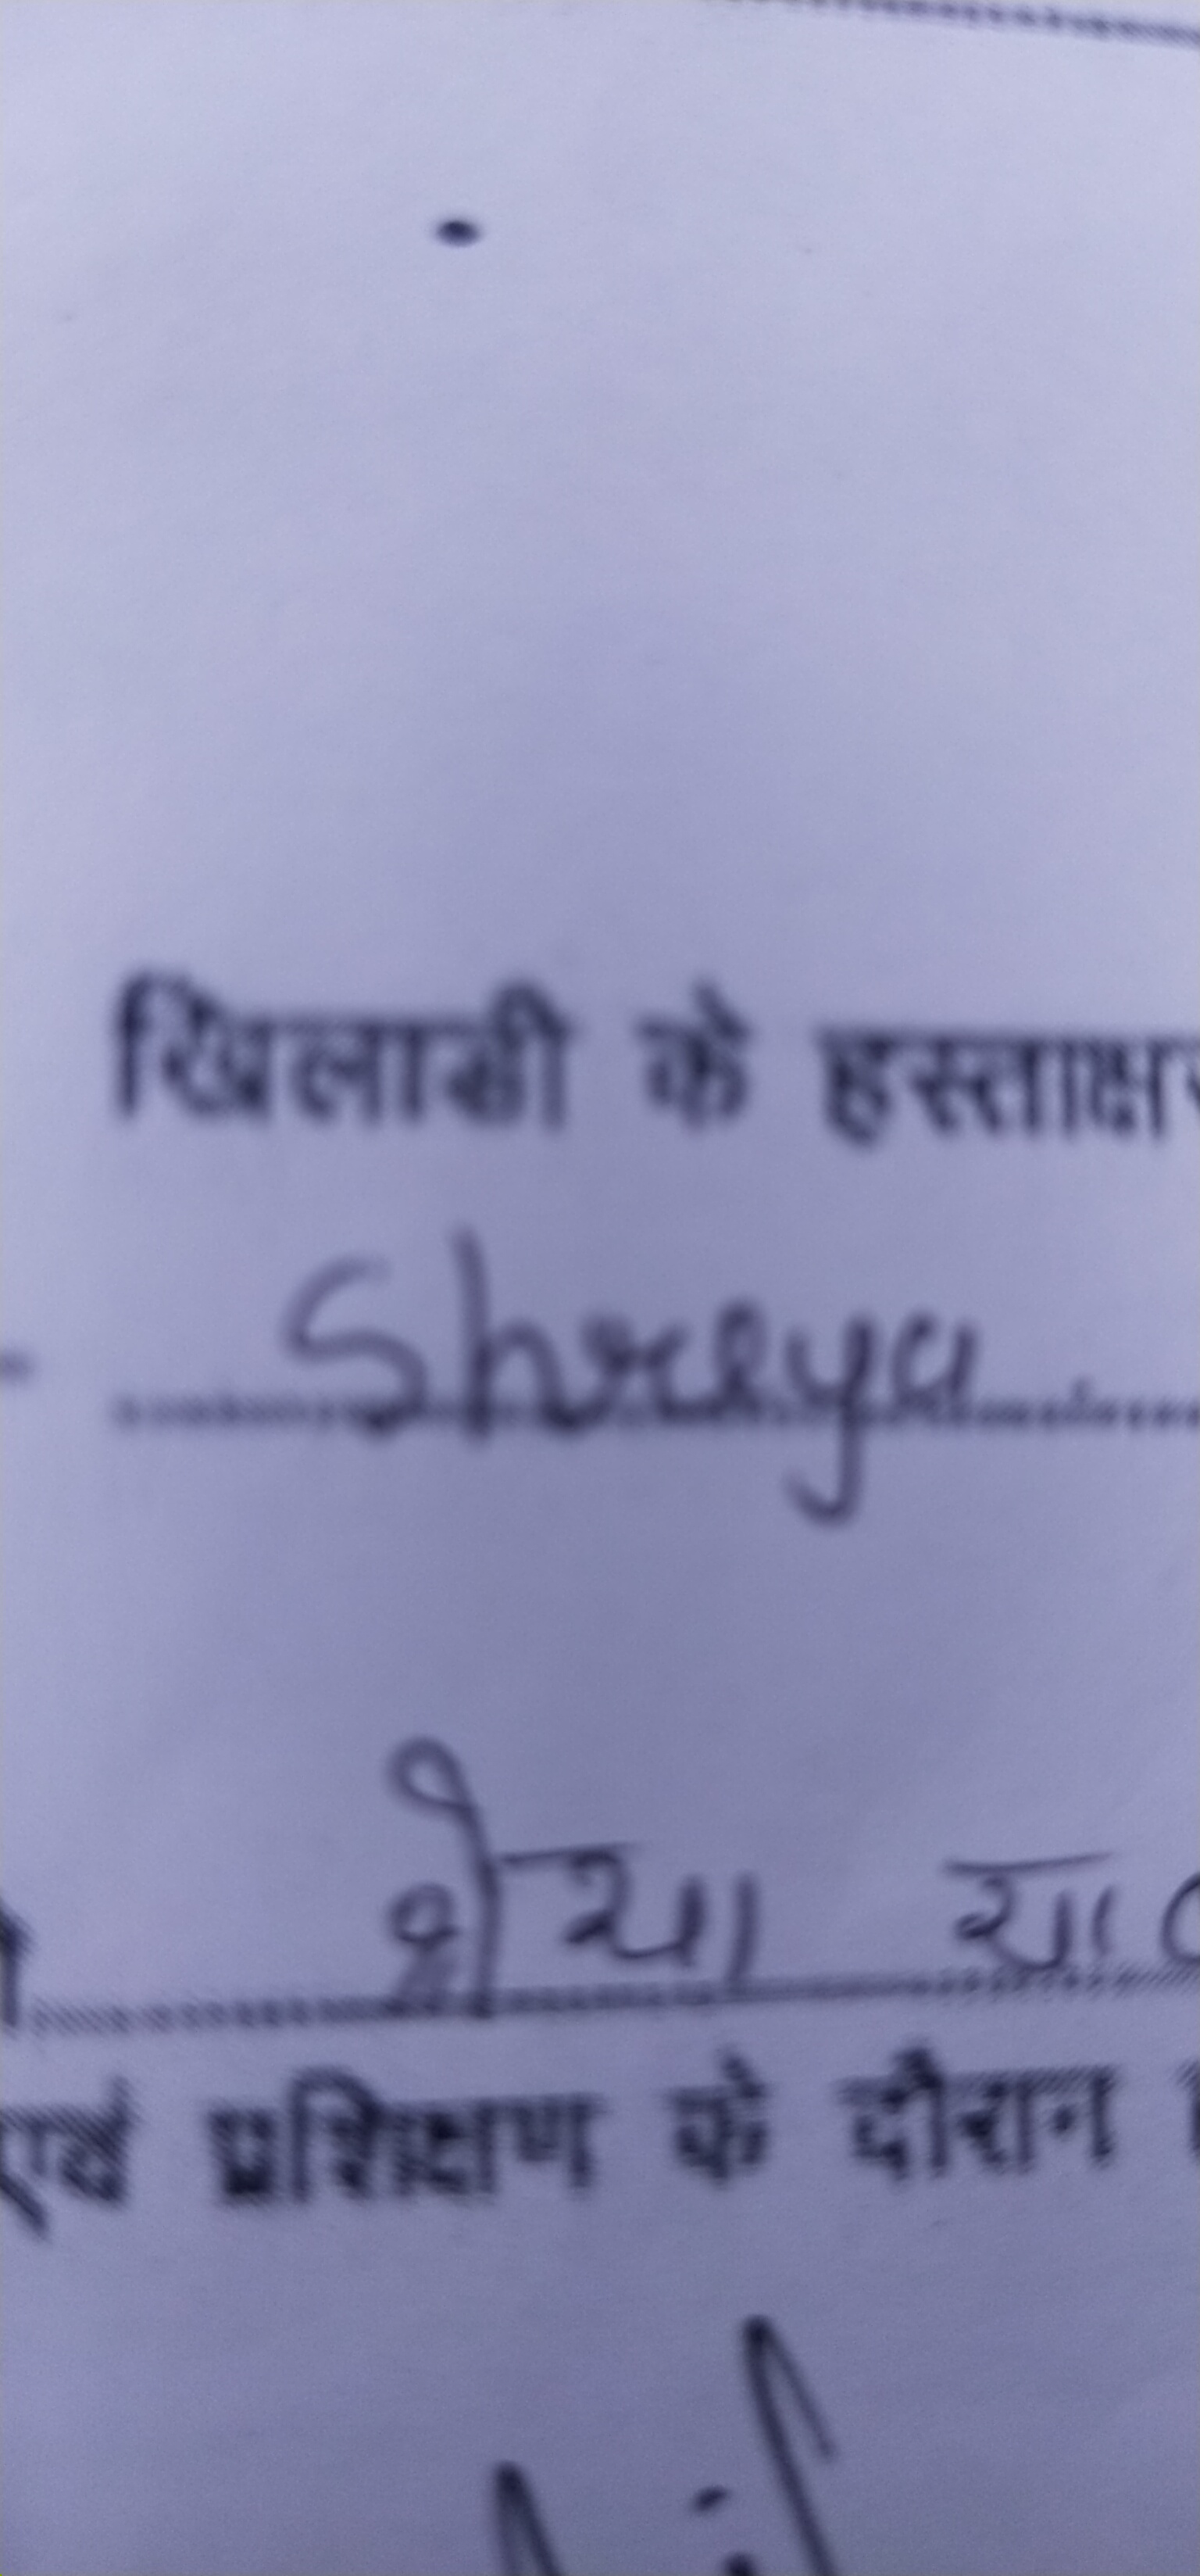 खिलाडी के हस्ताक्षर
Shreya
श्रेया
एवं प्रशिक्षण के दौरान